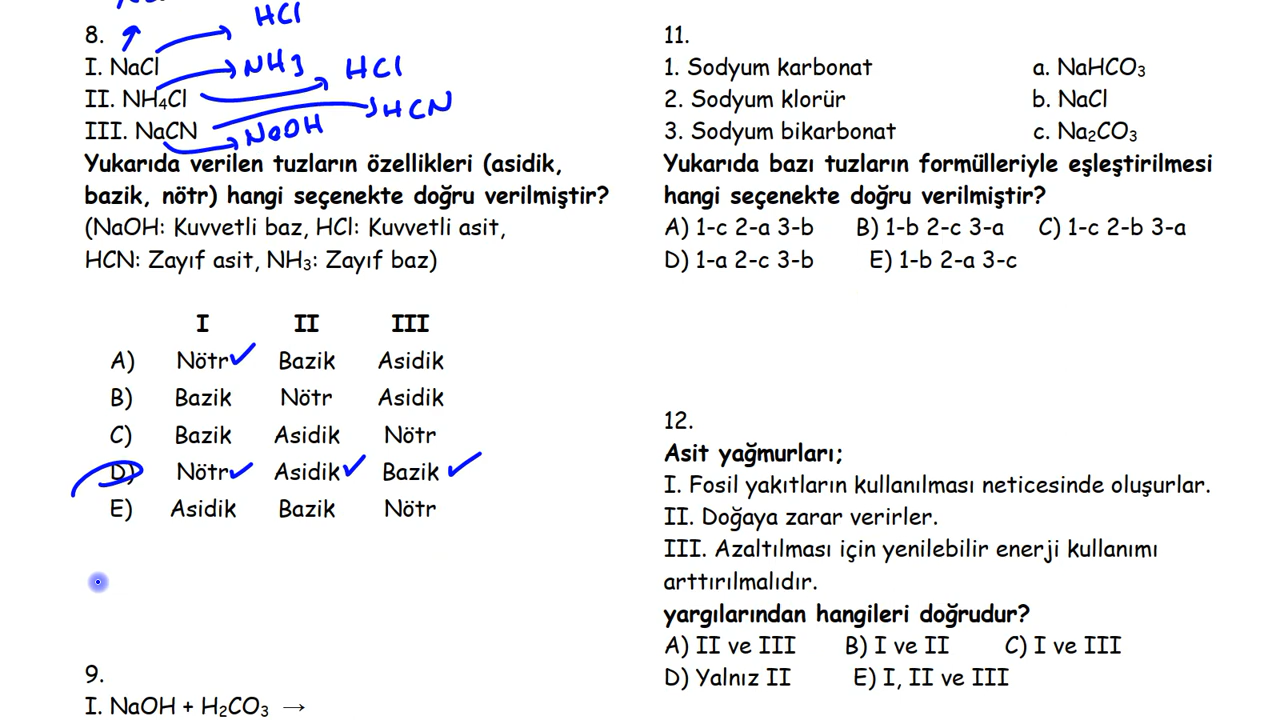 HCl
8.
I. NaCl
NH3 HCl
II. NH₄Cl
HCN
III. NaCN NaOH
Yukarıda verilen tuzların özellikleri (asidik,
bazik, nötr) hangi seçenekte doğru verilmiştir?
(NaOH: Kuvvetli baz, HCl: Kuvvetli asit,
HCN: Zayıf asit, NH₃: Zayıf baz)
I II III
A) Nötr Bazik Asidik
B) Bazik Nötr Asidik
C) Bazik Asidik Nötr
D) Nötr Asidik Bazik
E) Asidik Bazik Nötr
9.
I. NaOH + H₂CO₃ →
11.
1. Sodyum karbonat a. NaHCO₃
2. Sodyum klorür b. NaCl
3. Sodyum bikarbonat c. Na₂CO₃
Yukarıda bazı tuzların formülleriyle eşleştirilmesi
hangi seçenekte doğru verilmiştir?
A) 1-c 2-a 3-b B) 1-b 2-c 3-a C) 1-c 2-b 3-a
D) 1-a 2-c 3-b E) 1-b 2-a 3-c
12.
Asit yağmurları;
I. Fosil yakıtların kullanılması neticesinde oluşurlar.
II. Doğaya zarar verirler.
III. Azaltılması için yenilebilir enerji kullanımı
arttırılmalıdır.
yargılarından hangileri doğrudur?
A) II ve III B) I ve II C) I ve III
D) Yalnız II E) I, II ve III